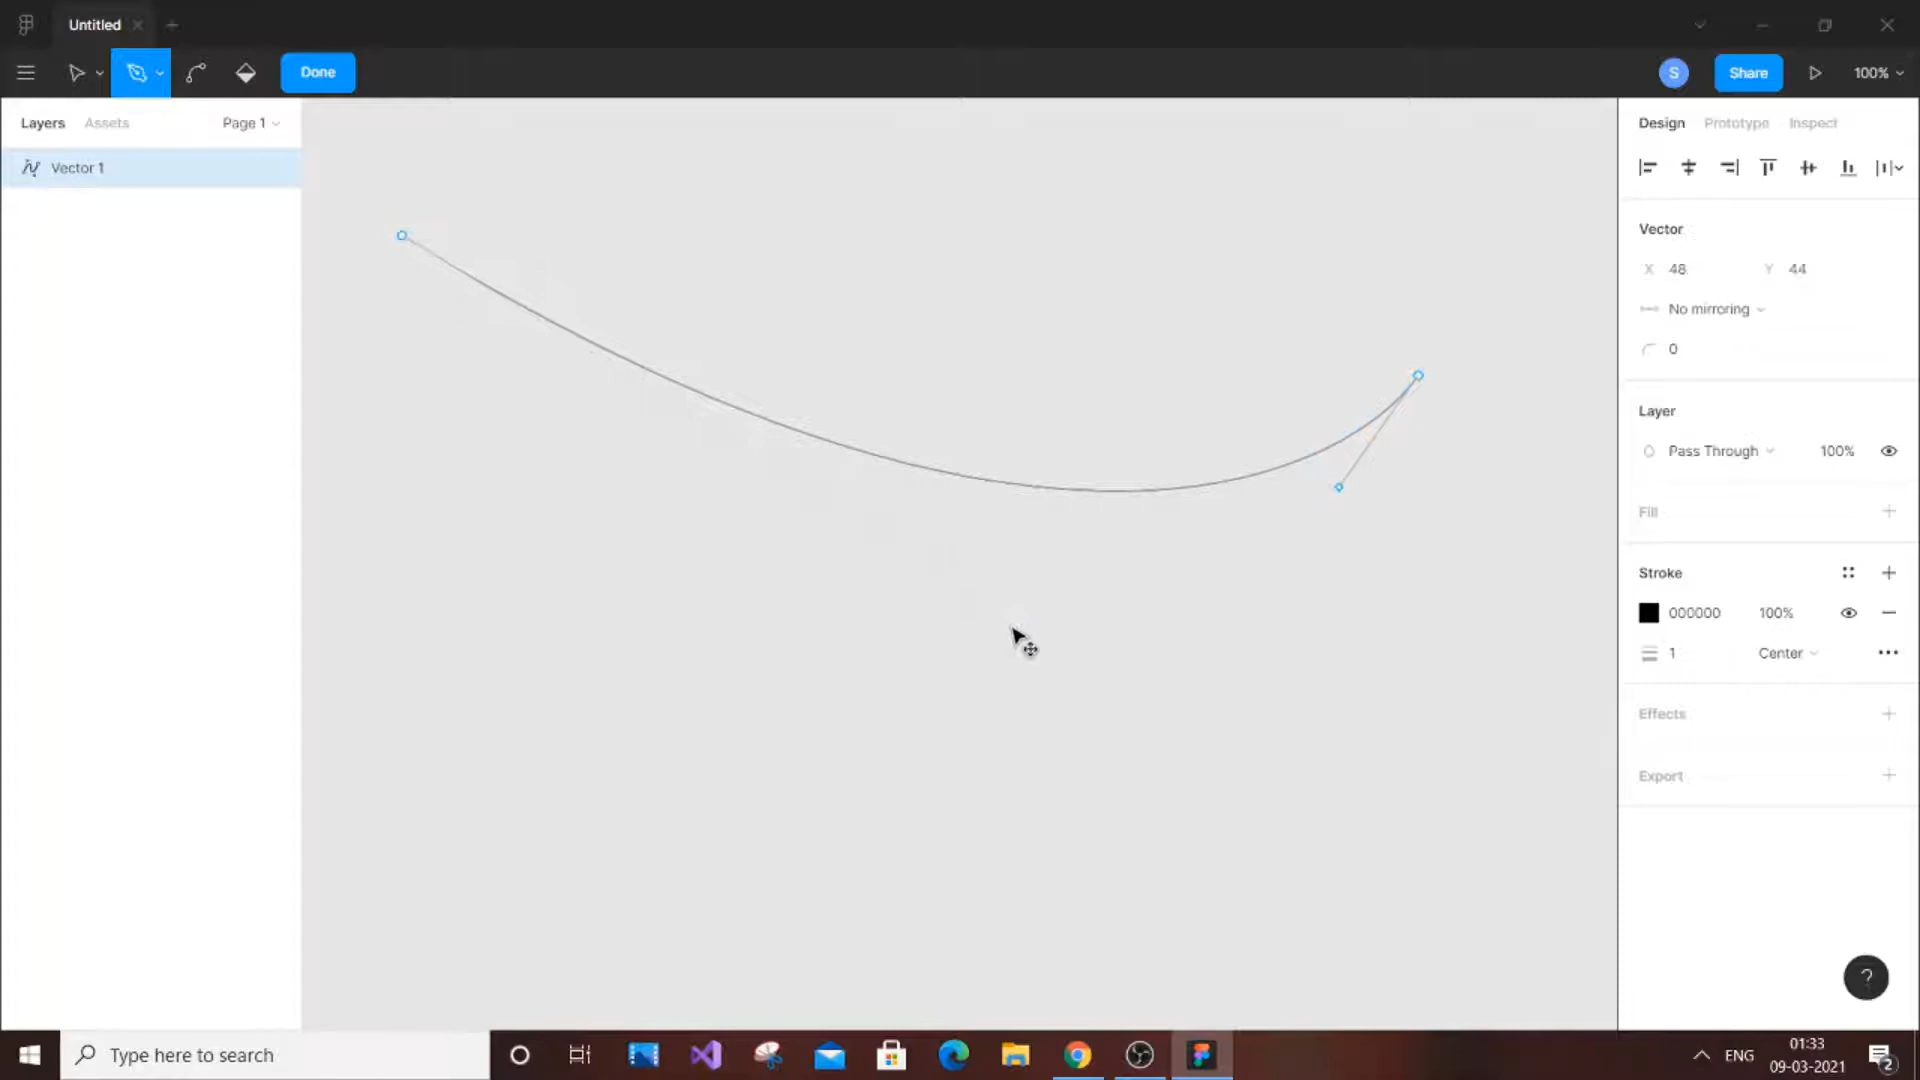 Untitled
Done
S
Share
100%
Layers
Assets
Page 1
Design
Prototype
Inspect
Vector 1
Vector
X 48
Y 44
No mirroring
0
Layer
Pass Through
100%
Fill
Stroke
000000
100%
1
Center
Effects
Export
?
Type here to search
ENG
01:33
09-03-2021
2